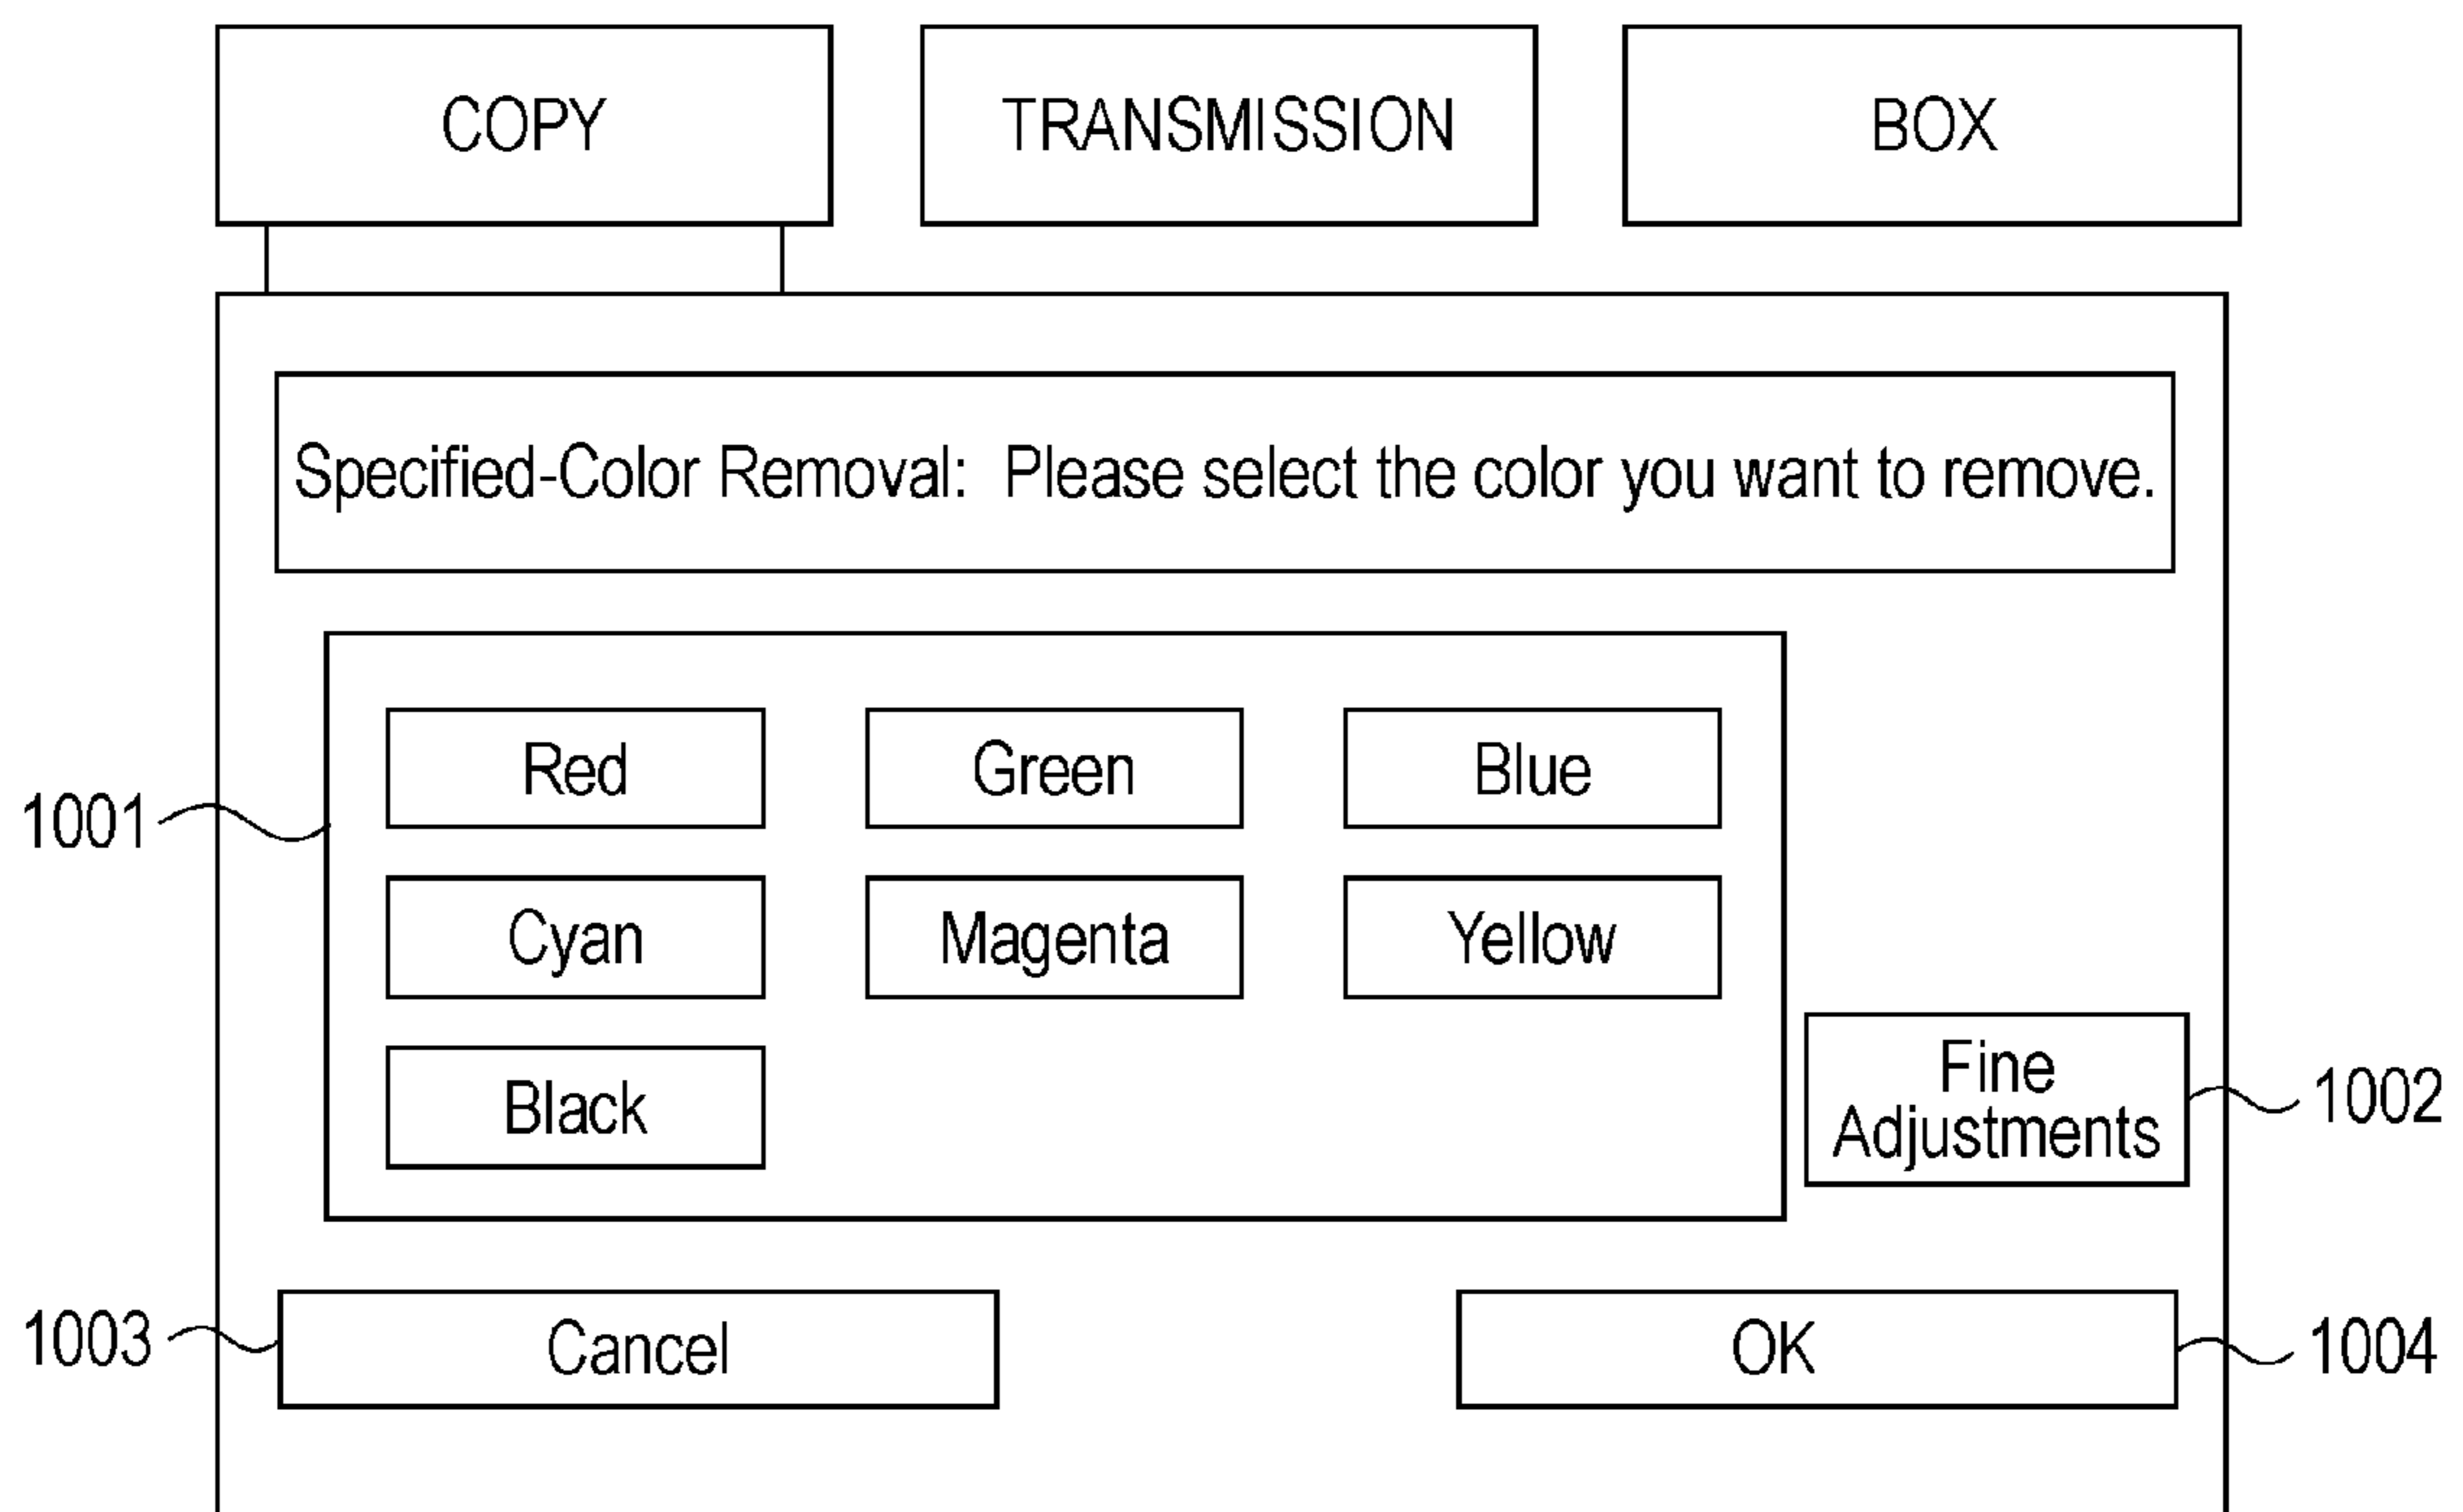 COPY
TRANSMISSION
BOX
Specified-Color Removal: Please select the color you want to remove.
Red
Green
Blue
1001
Cyan
Magenta
Yellow
Black
Fine
Adjustments
1002
1003
Cancel
OK
1004